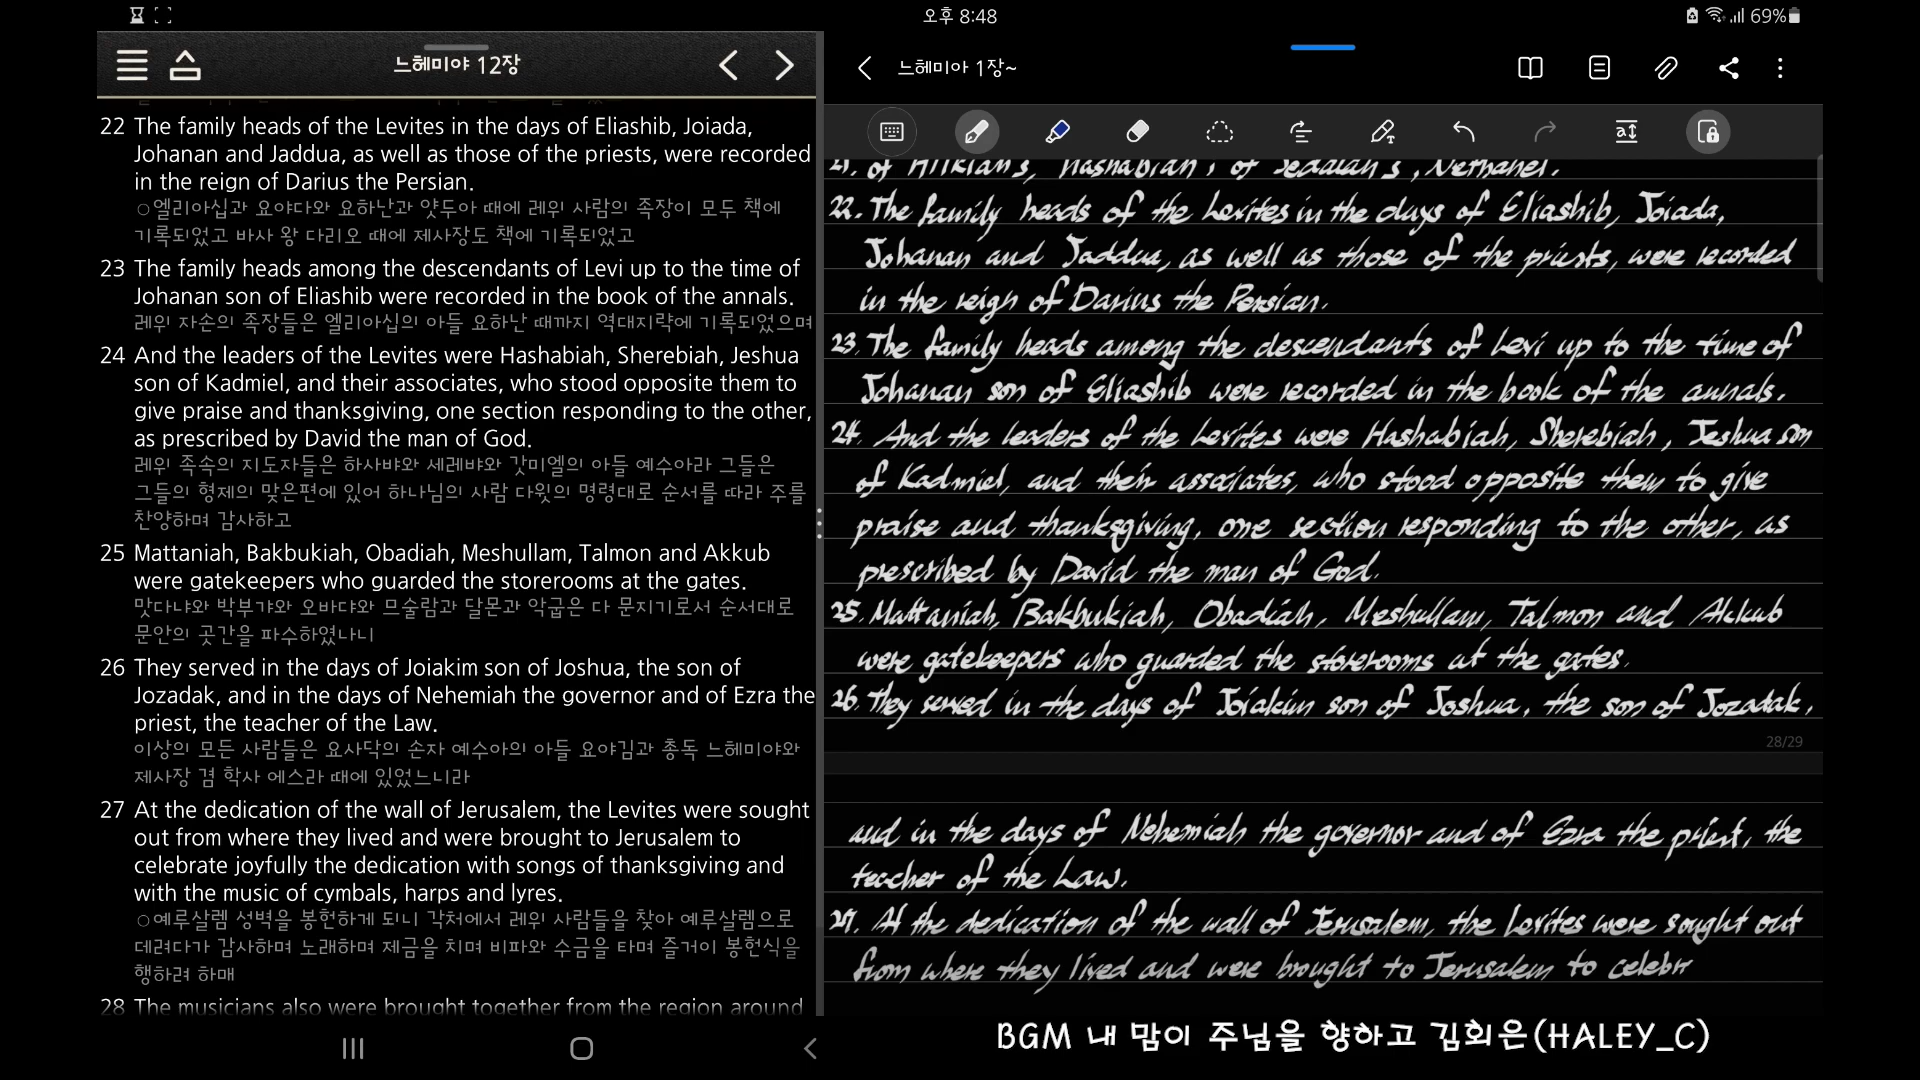 오후 8:48
69%
느헤미야 12장
22 The family heads of the Levites in the days of Eliashib, Joiada,
Johanan and Jaddua, as well as those of the priests, were recorded
in the reign of Darius the Persian.
○엘리아십과 요야다와 요하난과 얏두아 때에 레위 사람의 족장이 모두 책에
기록되었고 바사 왕 다리오 때에 제사장도 책에 기록되었고
23 The family heads among the descendants of Levi up to the time of
Johanan son of Eliashib were recorded in the book of the annals.
레위 자손의 족장들은 엘리아십의 아들 요하난 때까지 역대지략에 기록되었으며
24 And the leaders of the Levites were Hashabiah, Sherebiah, Jeshua
son of Kadmiel, and their associates, who stood opposite them to
give praise and thanksgiving, one section responding to the other,
as prescribed by David the man of God.
레위 족속의 지도자들은 하사뱌와 세레뱌와 갓미엘의 아들 예수아라 그들은
그들의 형제의 맞은편에 있어 하나님의 사람 다윗의 명령대로 순서를 따라 주를
찬양하며 감사하고
25 Mattaniah, Bakbukiah, Obadiah, Meshullam, Talmon and Akkub
were gatekeepers who guarded the storerooms at the gates.
맛다냐와 박부갸와 오바댜와 므술람과 달몬과 악굽은 다 문지기로서 순서대로
문안의 곳간을 파수하였나니
26 They served in the days of Joiakim son of Joshua, the son of
Jozadak, and in the days of Nehemiah the governor and of Ezra the
priest, the teacher of the Law.
이상의 모든 사람들은 요사닥의 손자 예수아의 아들 요야김과 총독 느헤미야와
제사장 겸 학사 에스라 때에 있었느니라
27 At the dedication of the wall of Jerusalem, the Levites were sought
out from where they lived and were brought to Jerusalem to
celebrate joyfully the dedication with songs of thanksgiving and
with the music of cymbals, harps and lyres.
○예루살렘 성벽을 봉헌하게 되니 각처에서 레위 사람들을 찾아 예루살렘으로
데려다가 감사하며 노래하며 제금을 치며 비파와 수금을 타며 즐거이 봉헌식을
행하려 하매
28 The musicians also were brought together from the region around
느헤미아 1장~
21. of Hilkiah's, Hashabiah; of Jedaiah's, Nethanel.
22. The family heads of the Levites in the days of Eliashib, Joiada,
Johanan and Jaddua, as well as those of the priests, were recorded
in the reign of Darius the Persian.
23. The family heads among the descendants of Levi up to the time of
Johanan son of Eliashib were recorded in the book of the annals.
24. And the leaders of the Levites were Hashabiah, Sherebiah, Jeshua son
of Kadmiel, and their associates, who stood opposite them to give
praise and thanksgiving, one section responding to the other, as
prescribed by David the man of God.
25. Mattaniah, Bakbukiah, Obadiah, Meshullam, Talmon and Akkub
were gatekeepers who guarded the storerooms at the gates.
26. They served in the days of Joiakim son of Joshua, the son of Jozadak,
28/29
and in the days of Nehemiah the governor and of Ezra the priest, the
teacher of the Law.
27. At the dedication of the wall of Jerusalem, the Levites were sought out
from where they lived and were brought to Jerusalem to celebr
BGM 내 맘이 주님을 향하고 김회은(HALEY_C)